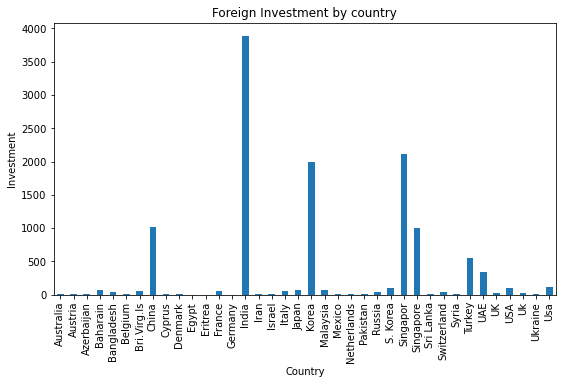 Foreign Investment by country
4000
3500
3000
2500
2000
1500
1000
500
0
Investment
Australia
Austria
Azerbaijan
Baharain
Bangladesh
Belgium
Bri.Virg.Is
China
Cyprus
Denmark
Egypt
Eritrea
France
Germany
India
Iran
Israel
Italy
Japan
Korea
Malaysia
Mexico
Netherlands
Pakistan
Russia
S. Korea
Singapor
Singapore
Sri Lanka
Switzerland
Syria
Turkey
UAE
UK
USA
Uk
Ukraine
Usa
Country